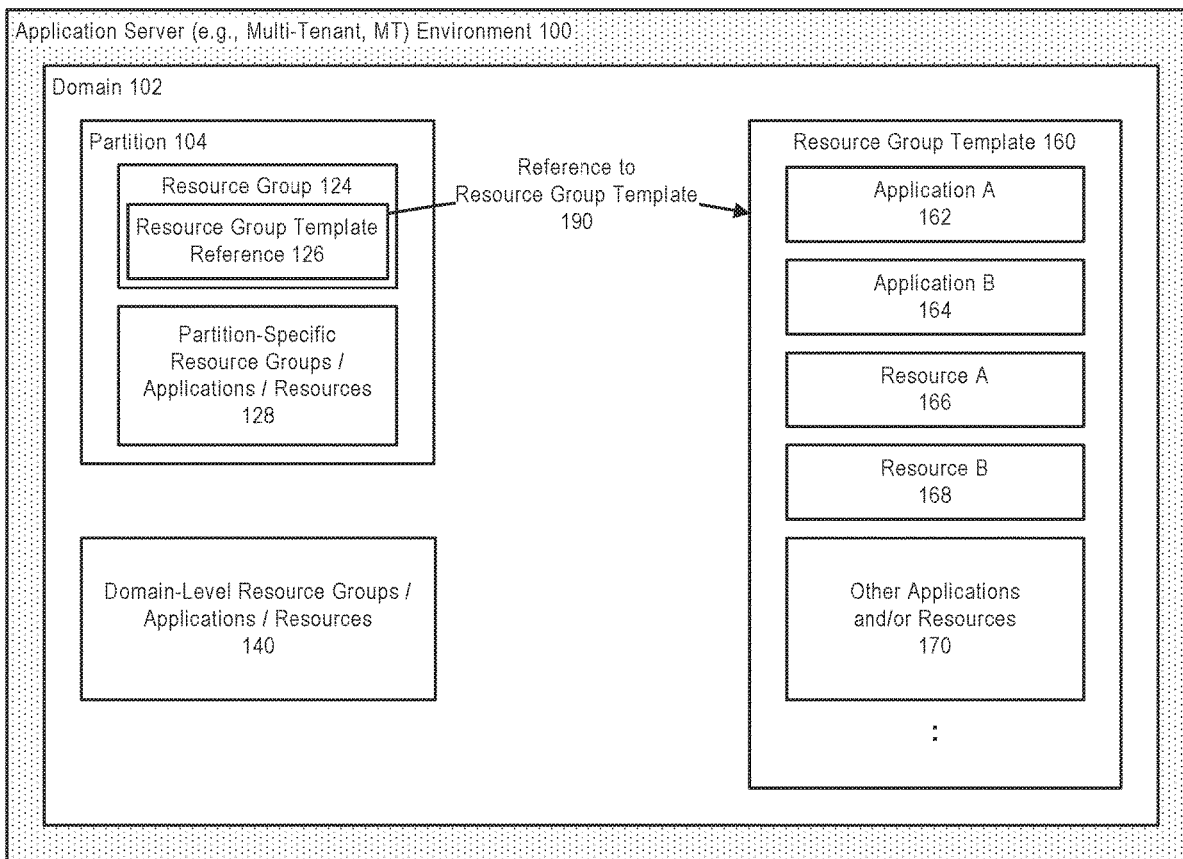 Application Server (e.g., Multi-Tenant, MT) Environment 100
Domain 102
Partition 104
Resource Group 124
Resource Group Template
Reference 126
Partition-Specific
Resource Groups /
Applications / Resources
128
Domain-Level Resource Groups /
Applications / Resources
140
Reference to
Resource Group Template
190
Resource Group Template 160
Application A
162
Application B
164
Resource A
166
Resource B
168
Other Applications
and/or Resources
170
: